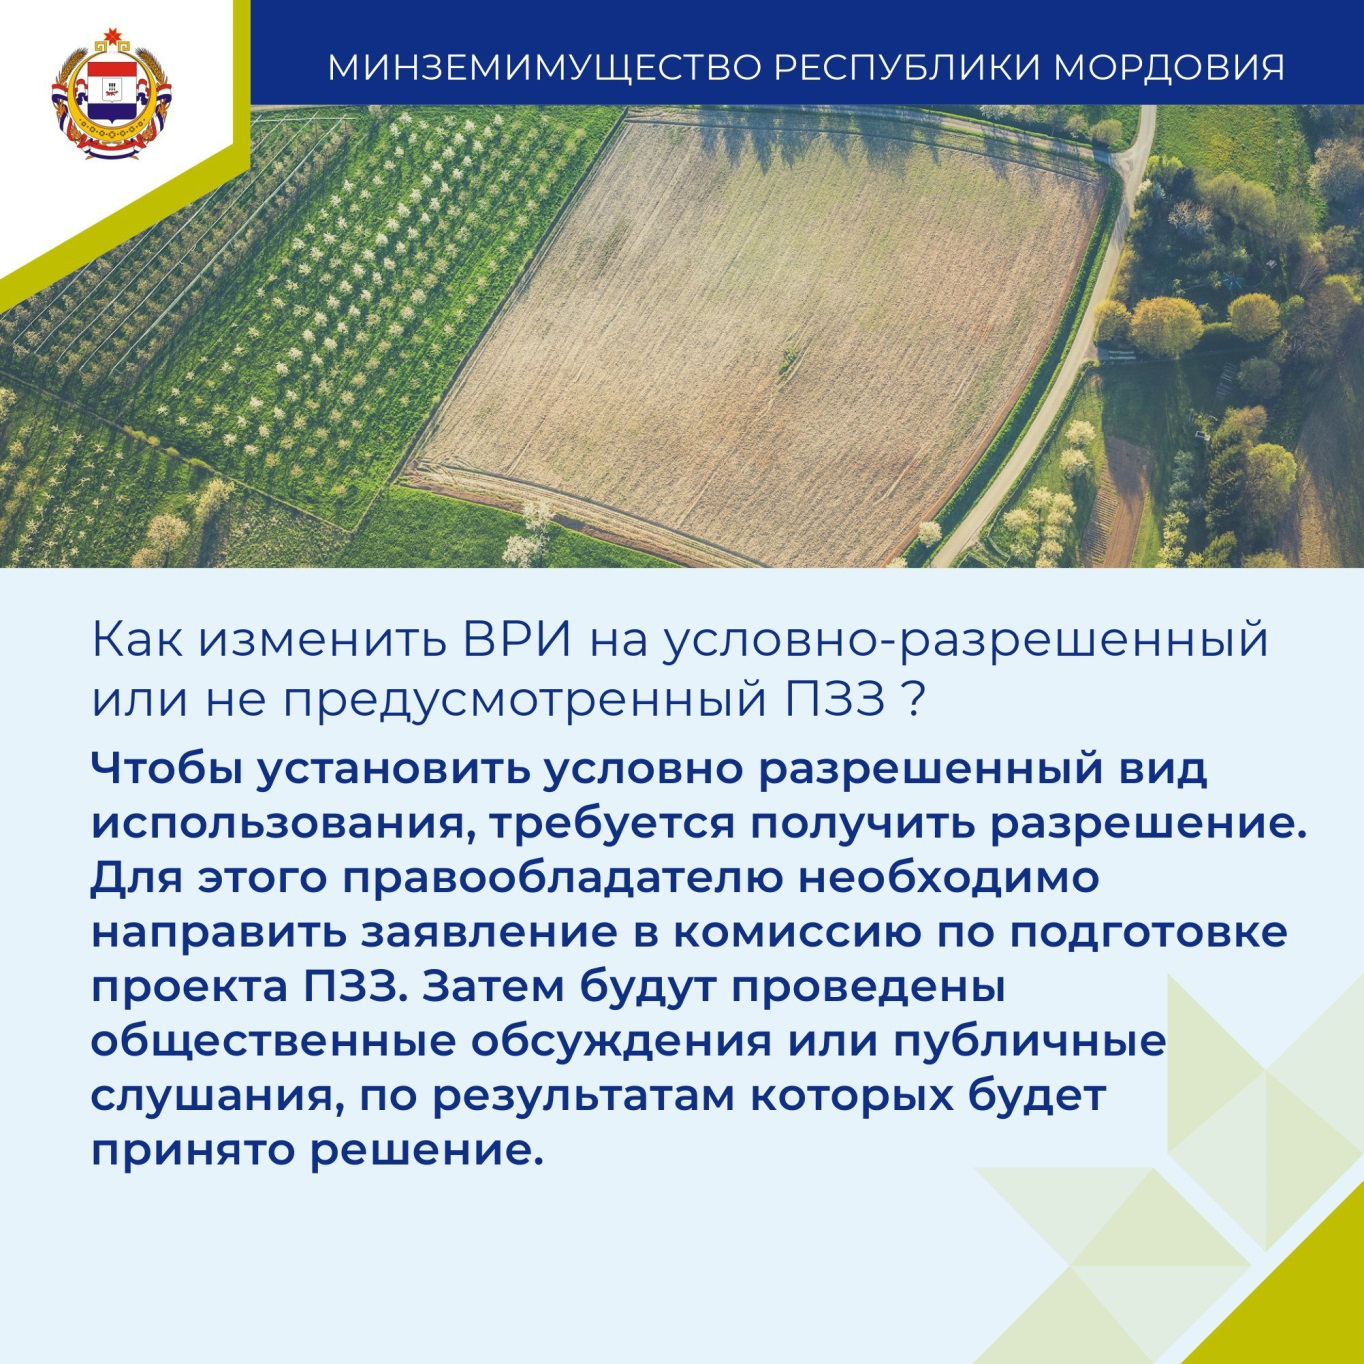 МИНЗЕМИМУЩЕСТВО РЕСПУБЛИКИ МОРДОВИЯ
Как изменить ВРИ на условно-разрешенный
или не предусмотренный ПЗЗ ?
Чтобы установить условно разрешенный вид
использования, требуется получить разрешение.
Для этого правообладателю необходимо
направить заявление в комиссию по подготовке
проекта ПЗЗ. Затем будут проведены
общественные обсуждения или публичные
слушания, по результатам которых будет
принято решение.